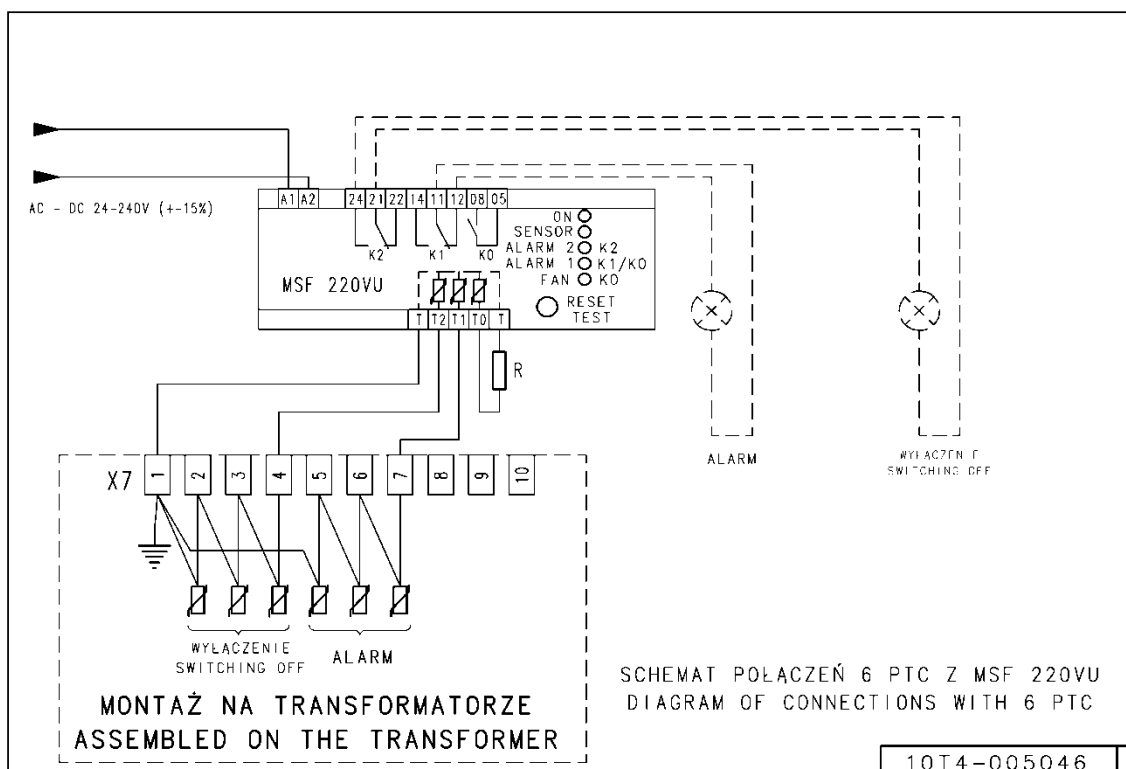 AC - DC 24-240V (+-15%)
A1 A2 24 21 22 14 11 12 08 05
K2 K1 K0
ON
SENSOR
ALARM 2 K2
ALARM 1 K1/K0
FAN K0
MSF 220VU
RESET
TEST
T T2 T1 T0 T
R
ALARM
WYŁĄCZENIE
SWITCHING OFF
X7 1 2 3 4 5 6 7 8 9 10
WYŁĄCZENIE
SWITCHING OFF
ALARM
MONTAŻ NA TRANSFORMATORZE
ASSEMBLED ON THE TRANSFORMER
SCHEMAT POŁĄCZEŃ 6 PTC Z MSF 220VU
DIAGRAM OF CONNECTIONS WITH 6 PTC
10T4-005046